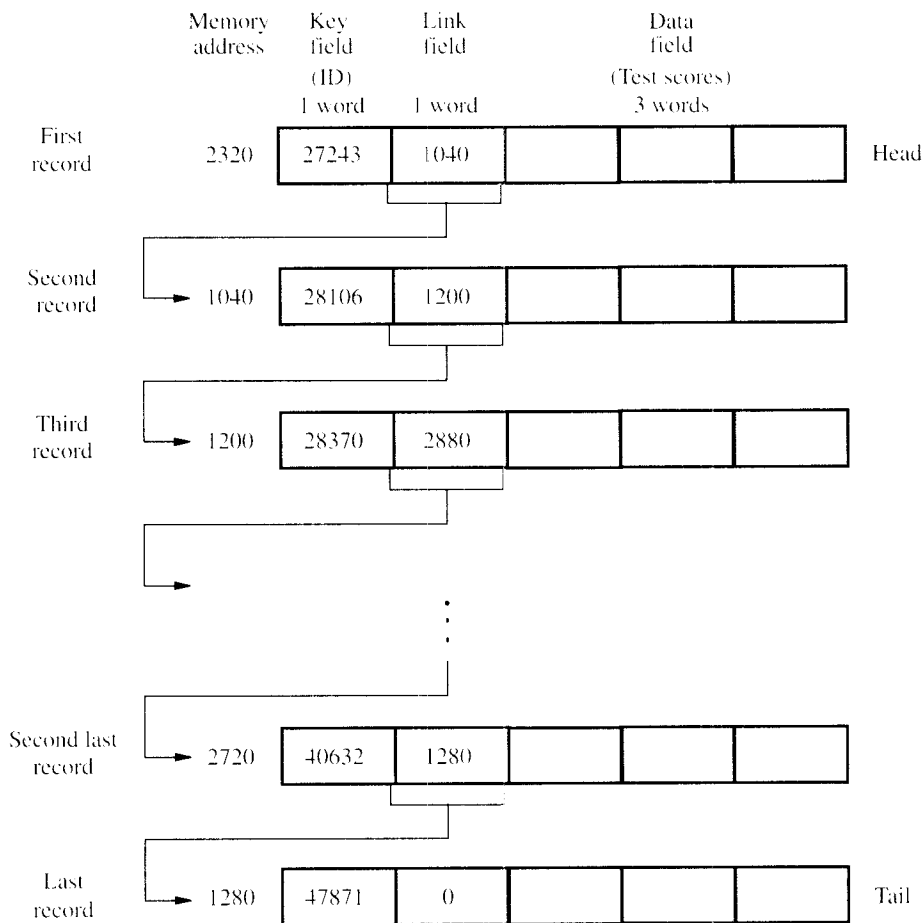 Memory address
Key field
Link field
Data field
(ID)
(Test scores)
1 word
1 word
3 words
First record
2320
27243
1040
Head
Second record
1040
28106
1200
Third record
1200
28370
2880
Second last record
2720
40632
1280
Last record
1280
47871
0
Tail